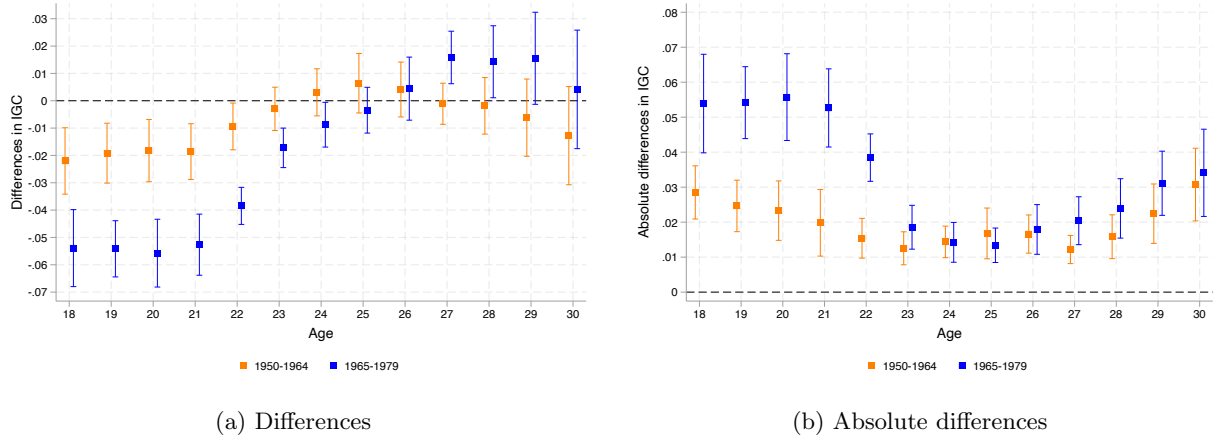 Differences in IGC
.03
.02
.01
0
-.01
-.02
-.03
-.04
-.05
-.06
-.07
18 19 20 21 22 23 24 25 26 27 28 29 30
Age
1950-1964 1965-1979
(a) Differences
Absolute differences in IGC
.08
.07
.06
.05
.04
.03
.02
.01
0
18 19 20 21 22 23 24 25 26 27 28 29 30
Age
1950-1964 1965-1979
(b) Absolute differences